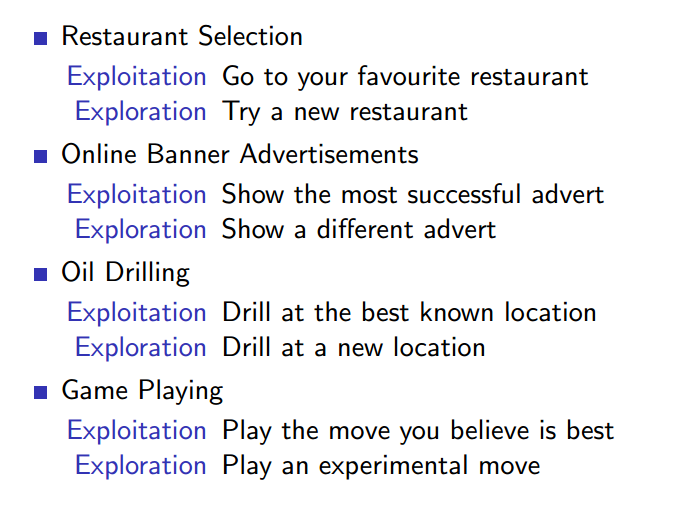 Restaurant Selection
Exploitation Go to your favourite restaurant
Exploration Try a new restaurant
Online Banner Advertisements
Exploitation Show the most successful advert
Exploration Show a different advert
Oil Drilling
Exploitation Drill at the best known location
Exploration Drill at a new location
Game Playing
Exploitation Play the move you believe is best
Exploration Play an experimental move